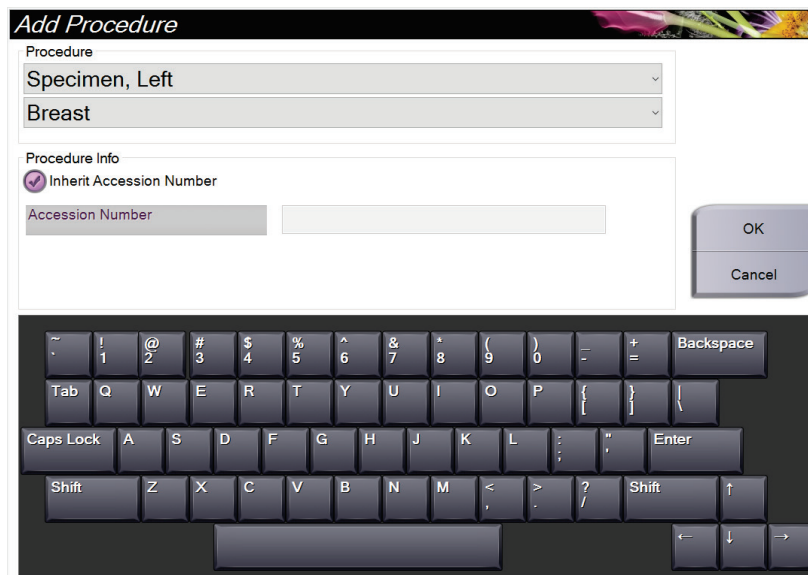 Add Procedure
Procedure
Specimen, Left
Breast
Procedure Info
Inherit Accession Number
Accession Number
OK
Cancel
~ ! @ # $ % ^ & * ( ) _ + Backspace
` 1 2 3 4 5 6 7 8 9 0 - =
Tab Q W E R T Y U I O P { } |
[ ] \
Caps Lock A S D F G H J K L : " Enter
; '
Shift Z X C V B N M < > ? Shift ↑
, . /
← ↓ →